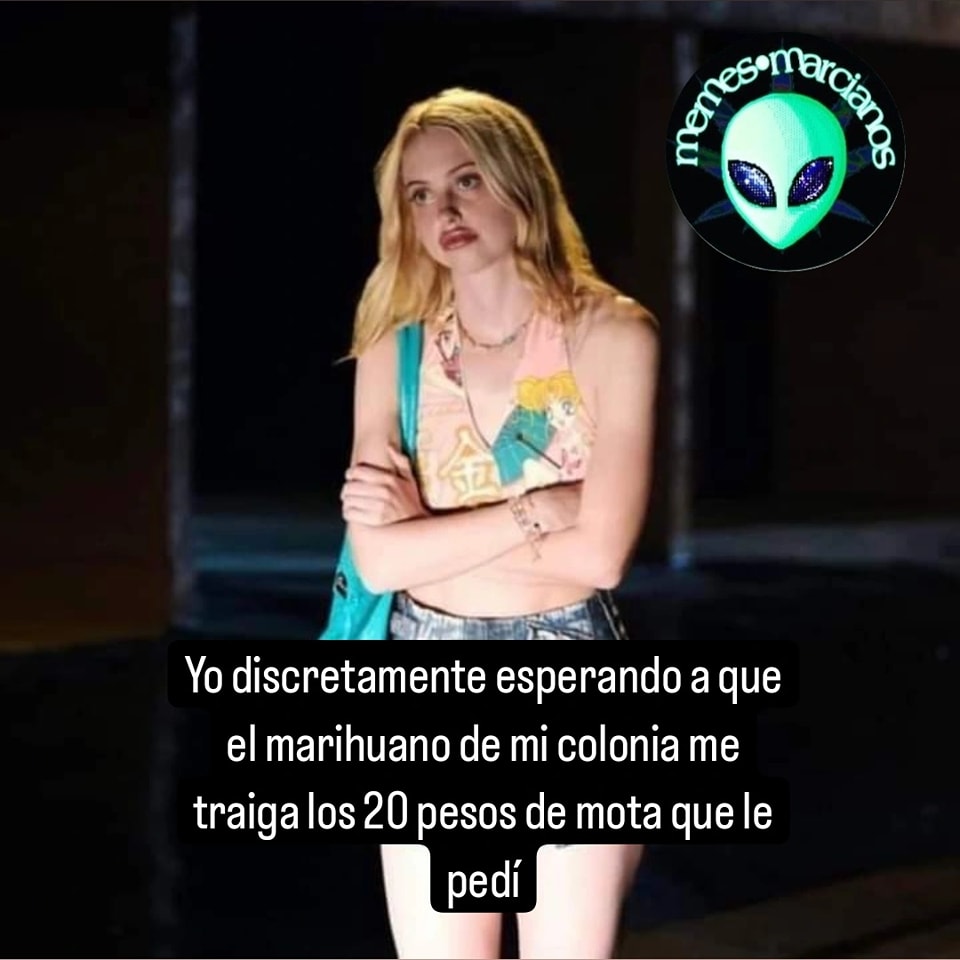 memes•marcianos
金
Yo discretamente esperando a que
el marihuano de mi colonia me
traiga los 20 pesos de mota que le
pedí